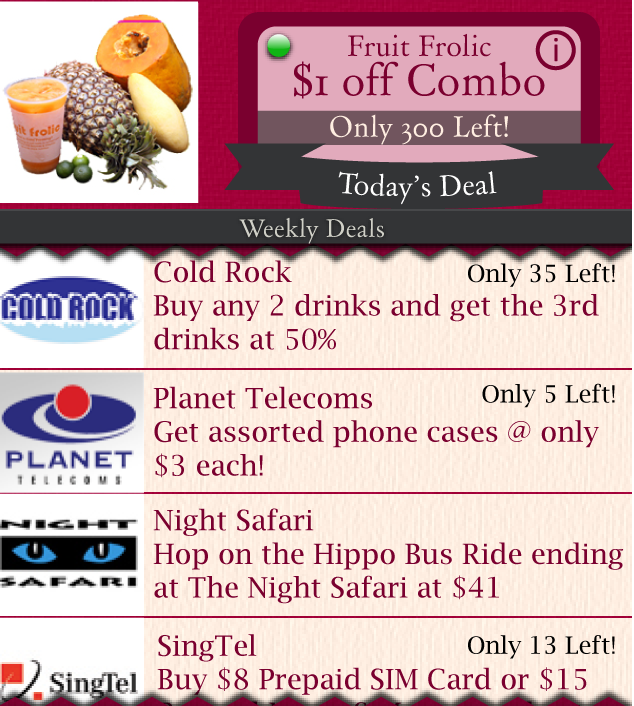 Fruit Frolic
$1 off Combo
Only 300 Left!
Today's Deal
Weekly Deals
COLD ROCK
Cold Rock
Only 35 Left!
Buy any 2 drinks and get the 3rd
drinks at 50%
PLANET
TELECOMS
Planet Telecoms
Only 5 Left!
Get assorted phone cases @ only
$3 each!
NIGHT
SAFARI
Night Safari
Hop on the Hippo Bus Ride ending
at The Night Safari at $41
SingTel
SingTel
Only 13 Left!
Buy $8 Prepaid SIM Card or $15